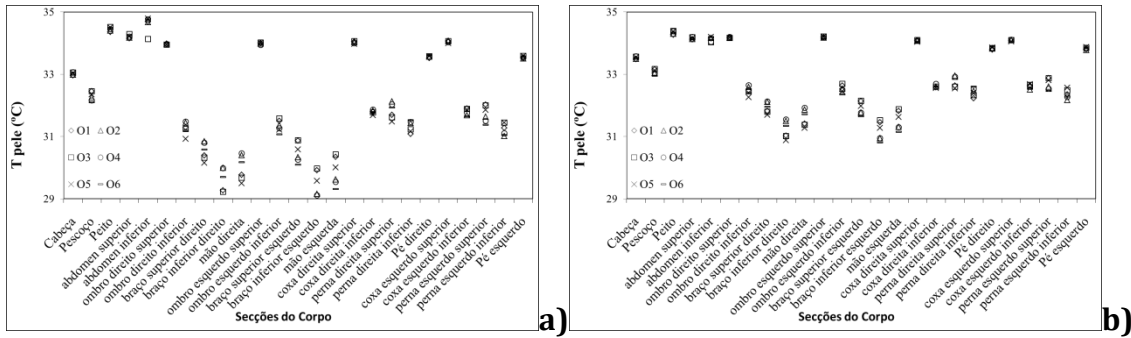 35
33
31
29
T pele (ºC)
O1 O2
O3 O4
O5 O6
Cabeça
Pescoço
Peito
abdomen superior
abdomen inferior
ombro direito superior
ombro direito inferior
braço superior direito
braço inferior direito
mão direita
ombro esquerdo superior
ombro esquerdo inferior
braço superior esquerdo
braço inferior esquerdo
mão esquerda
coxa direita superior
coxa direita inferior
perna direita superior
perna direita inferior
Pé direito
coxa esquerdo superior
coxa esquerdo inferior
perna esquerdo superior
perna esquerdo inferior
Pé esquerdo
Secções do Corpo
a)
35
33
31
29
T pele (ºC)
O1 O2
O3 O4
O5 O6
Cabeça
Pescoço
Peito
abdomen superior
abdomen inferior
ombro direito superior
ombro direito inferior
braço superior direito
braço inferior direito
mão direita
ombro esquerdo superior
ombro esquerdo inferior
braço superior esquerdo
braço inferior esquerdo
mão esquerda
coxa direita superior
coxa direita inferior
perna direita superior
perna direita inferior
Pé direito
coxa esquerdo superior
coxa esquerdo inferior
perna esquerdo superior
perna esquerdo inferior
Pé esquerdo
Secções do Corpo
b)